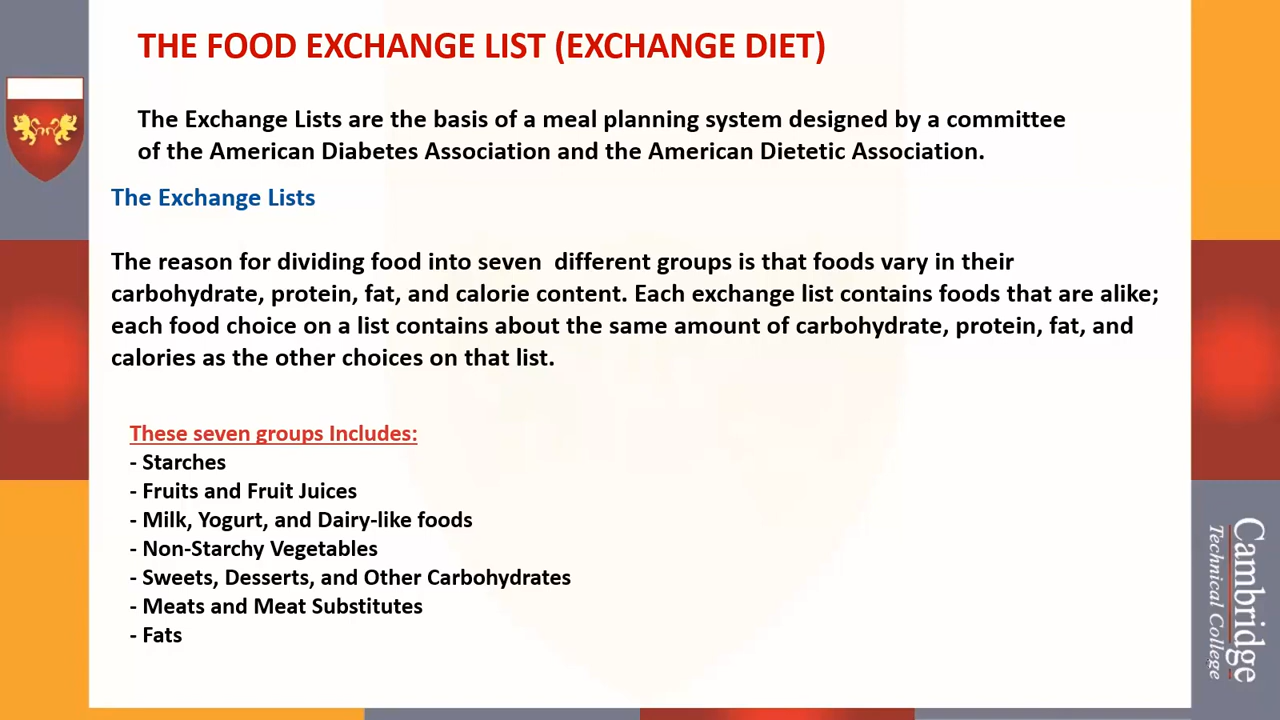 THE FOOD EXCHANGE LIST (EXCHANGE DIET)
The Exchange Lists are the basis of a meal planning system designed by a committee
of the American Diabetes Association and the American Dietetic Association.
The Exchange Lists
The reason for dividing food into seven  different groups is that foods vary in their
carbohydrate, protein, fat, and calorie content. Each exchange list contains foods that are alike;
each food choice on a list contains about the same amount of carbohydrate, protein, fat, and
calories as the other choices on that list.
These seven groups Includes:
- Starches
- Fruits and Fruit Juices
- Milk, Yogurt, and Dairy-like foods
- Non-Starchy Vegetables
- Sweets, Desserts, and Other Carbohydrates
- Meats and Meat Substitutes
- Fats
Cambridge
Technical College